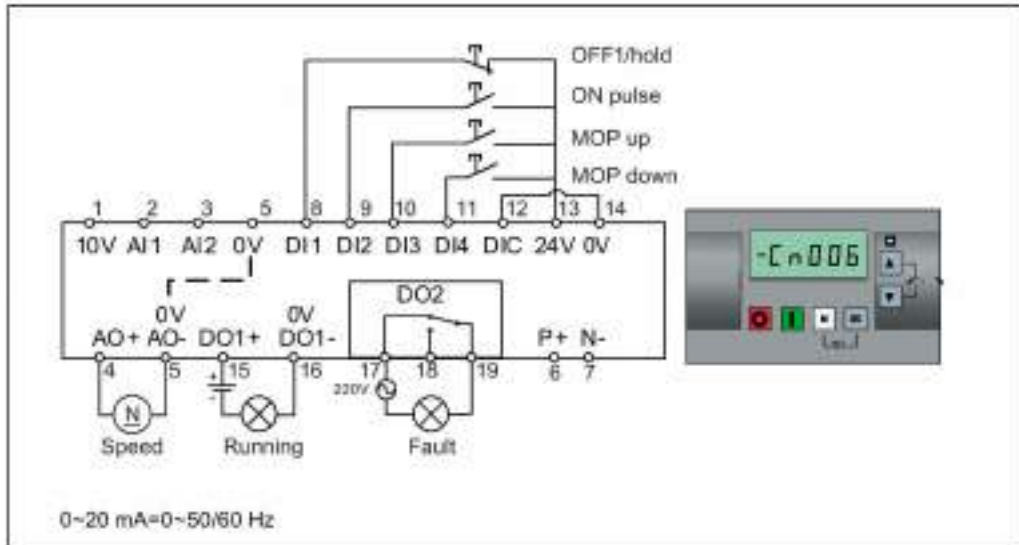 OFF1/hold
ON pulse
MOP up
MOP down
1 2 3 5 8 9 10 11 12 13 14
10V AI1 AI2 0V DI1 DI2 DI3 DI4 DIC 24V 0V
-Cn006
DO2
0V 0V
AO+ AO- DO1+ DO1- P+ N-
4 5 15 16 17 18 19 6 7
220V
N
Speed Running Fault
0~20 mA=0~50/60 Hz